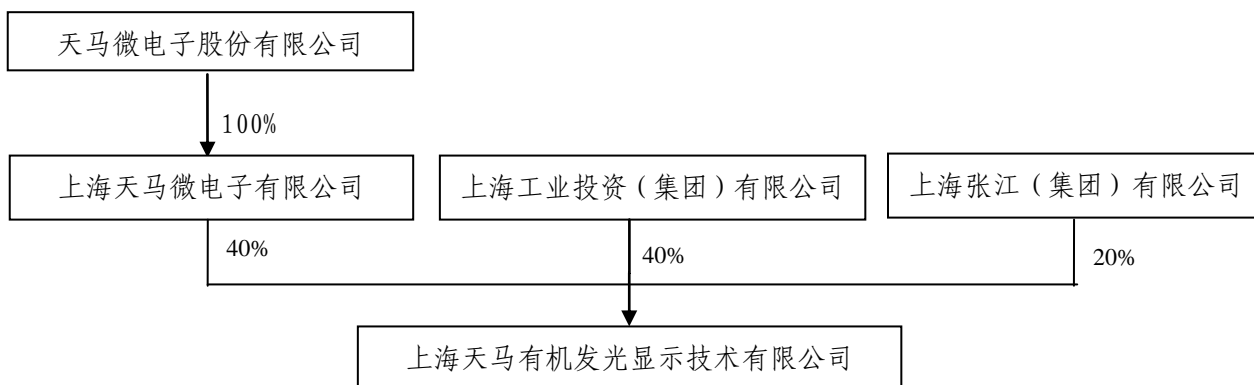 天马微电子股份有限公司
100%
上海天马微电子有限公司
上海工业投资（集团）有限公司
上海张江（集团）有限公司
40%
40%
20%
上海天马有机发光显示技术有限公司